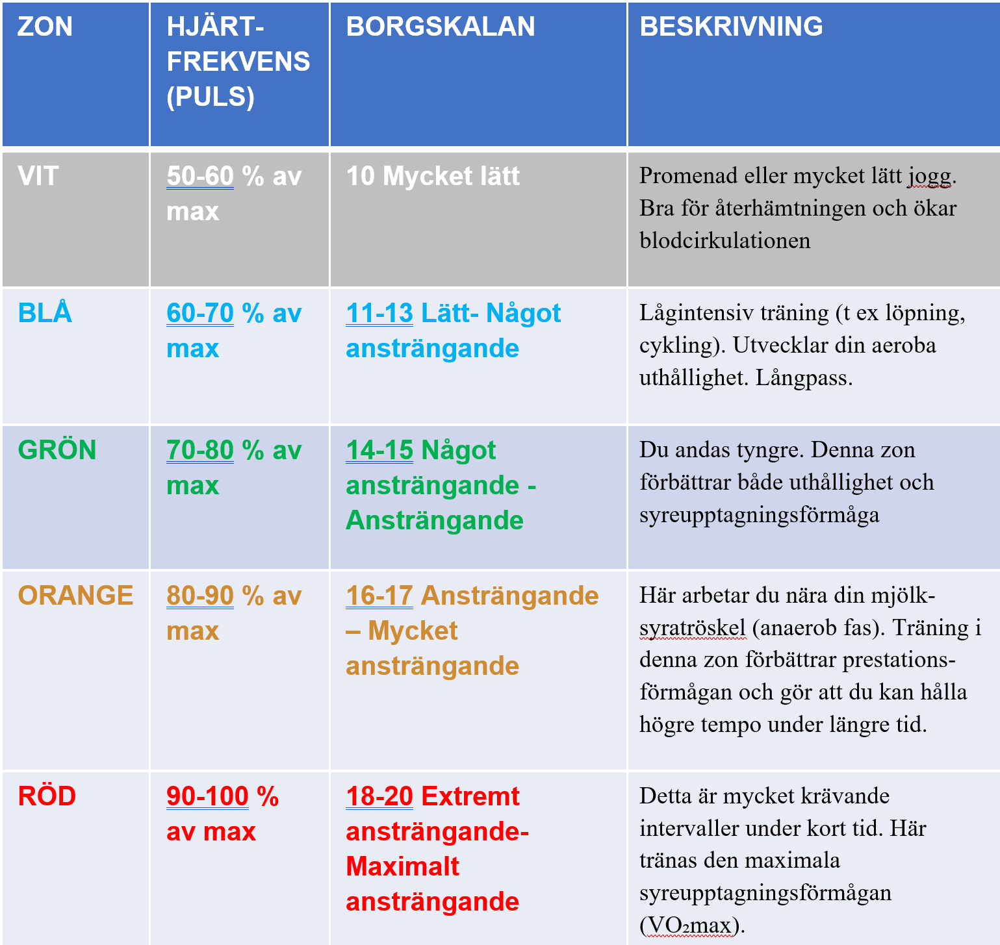 ZON
HJÄRT-
FREKVENS
(PULS)
BORGSKALAN
BESKRIVNING
VIT
50-60 % av
max
10 Mycket lätt
Promenad eller mycket lätt jogg.
Bra för återhämtningen och ökar
blodcirkulationen
BLÅ
60-70 % av
max
11-13 Lätt- Något
ansträngande
Lågintensiv träning (t ex löpning,
cykling). Utvecklar din aeroba
uthållighet. Långpass.
GRÖN
70-80 % av
max
14-15 Något
ansträngande -
Ansträngande
Du andas tyngre. Denna zon
förbättrar både uthållighet och
syreupptagningsförmåga
ORANGE
80-90 % av
max
16-17 Ansträngande
– Mycket
ansträngande
Här arbetar du nära din mjölk-
syratröskel (anaerob fas). Träning i
denna zon förbättrar prestations-
förmågan och gör att du kan hålla
högre tempo under längre tid.
RÖD
90-100 %
av max
18-20 Extremt
ansträngande-
Maximalt
ansträngande
Detta är mycket krävande
intervaller under kort tid. Här
tränas den maximala
syreupptagningsförmågan
(VO₂max).